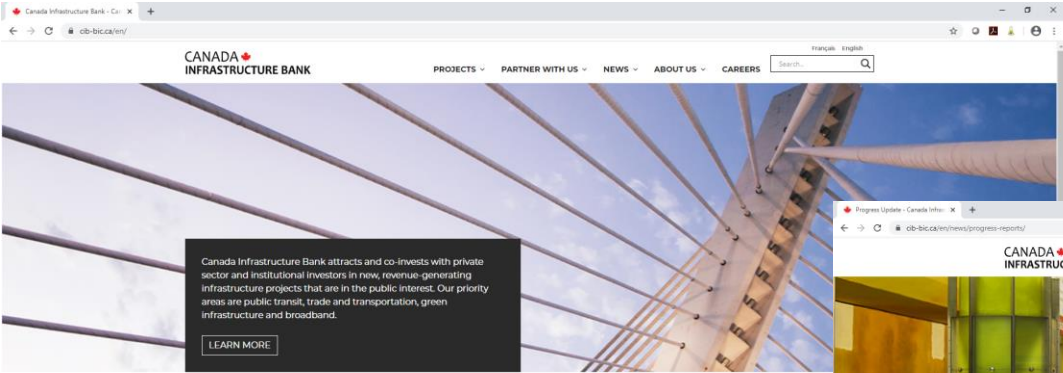 Canada Infrastructure Bank - Can
cib-bic.ca/en/
Français English
CANADA
INFRASTRUCTURE BANK
PROJECTS PARTNER WITH US NEWS ABOUT US CAREERS
Search..
Canada Infrastructure Bank attracts and co-invests with private
sector and institutional investors in new, revenue-generating
infrastructure projects that are in the public interest. Our priority
areas are public transit, trade and transportation, green
infrastructure and broadband.
LEARN MORE
Progress Update - Canada Infras
cib-bic.ca/en/news/progress-reports/
CANADA
INFRASTRUC